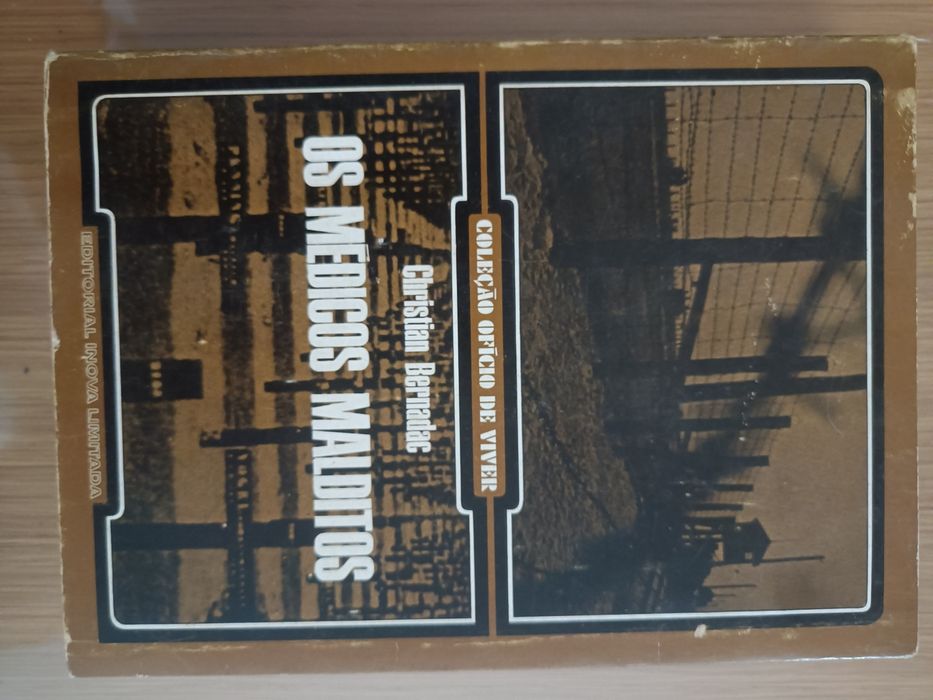 COLEÇÃO OFÍCIO DE VIVER
Christian Bernadac
OS MÉDICOS MALDITOS
EDITORIAL INOVA LIMITADA